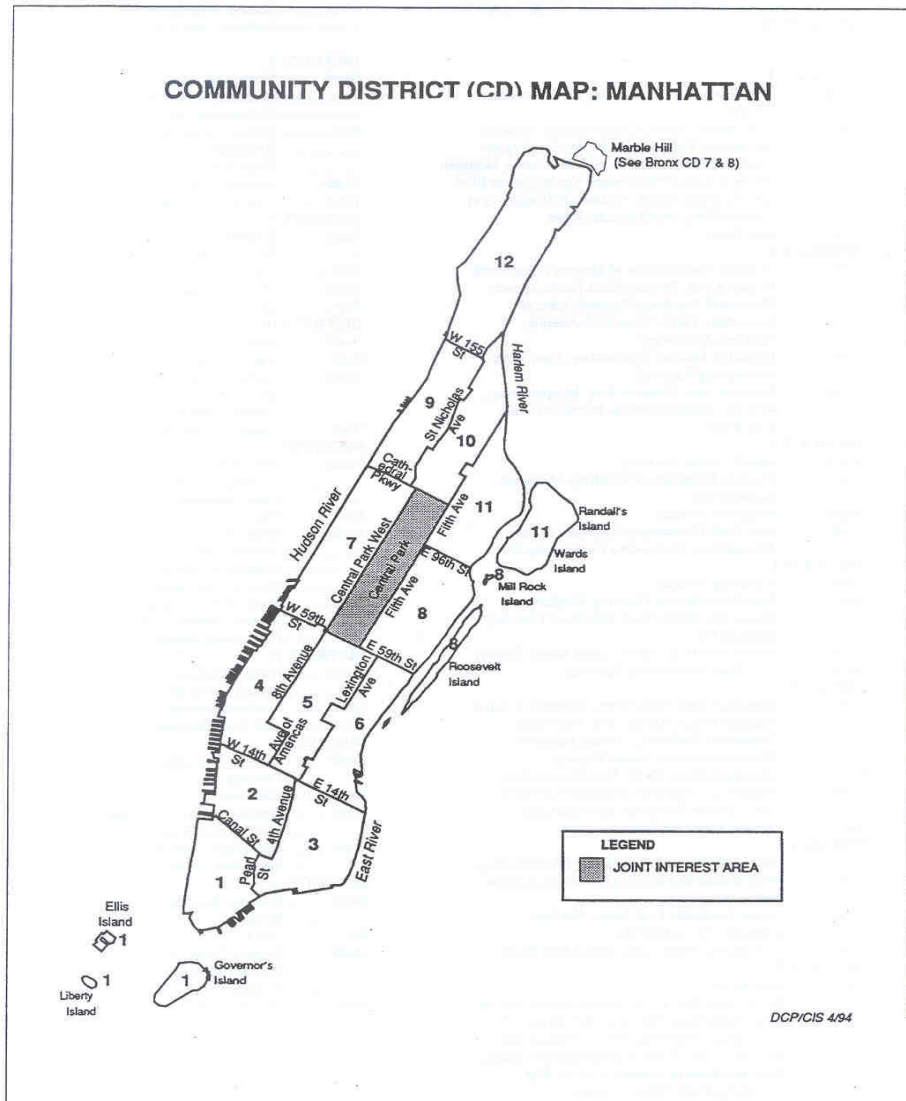 COMMUNITY DISTRICT (CD) MAP: MANHATTAN
Marble Hill
(See Bronx CD 7 & 8)
12
W 155
St
Harlem River
9
St Nicholas
Ave
10
Cath-
edral
Pkwy
Hudson River
Fifth Ave
11
Randall's
Island
11
Wards
Island
7
Central Park West
Central Park
E 96th St
8
Mill Rock
Island
Fifth Ave
8
W 59th
St
E 59th St
8
Roosevelt
Island
4
8th Avenue
5
Lexington
Ave
6
Ave of
Americas
W 14th
St
E 14th
St
2
4th Avenue
3
Canal St
East River
Pearl
St
1
LEGEND
JOINT INTEREST AREA
Ellis
Island
1
1
Liberty
Island
1
Governor's
Island
DCP/CIS 4/94